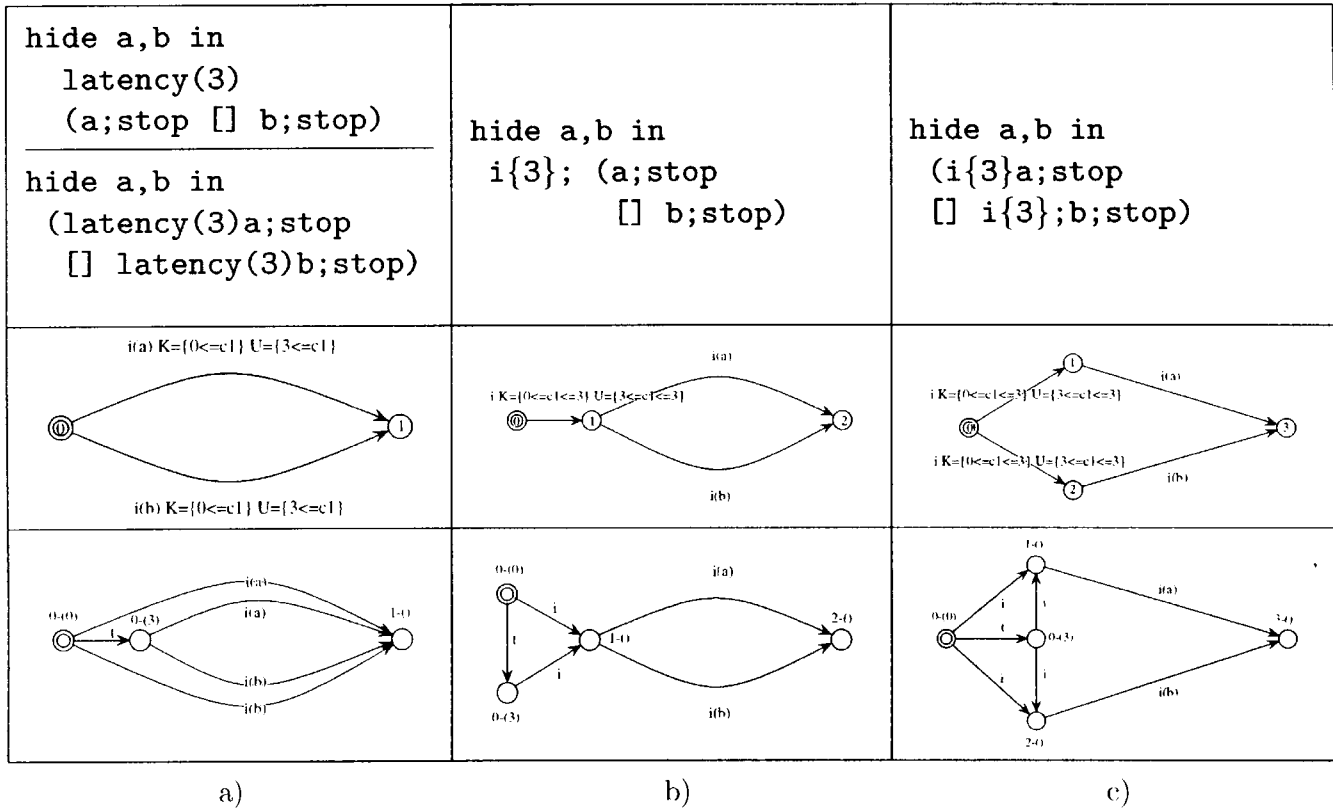 hide a,b in
latency(3)
(a;stop [] b;stop)
hide a,b in
(latency(3)a;stop
[] latency(3)b;stop)
hide a,b in
i{3}; (a;stop
[] b;stop)
hide a,b in
(i{3}a;stop
[] i{3};b;stop)
i(a) K={0<=c1} U={3<=c1}
0
1
i(b) K={0<=c1} U={3<=c1}
i(a)
i K={0<=c1<=3} U={3<=c1<=3}
0
1
2
i(b)
1
i(a)
i K={0<=c1<=3} U={3<=c1<=3}
0
3
i K={0<=c1<=3} U={3<=c1<=3}
i(b)
2
i(a)
0-(0)
0-(3)
i(a)
1-()
t
i(b)
i(b)
0-(0)
i(a)
i
2-()
t
1-()
i
i(b)
0-(3)
1-()
i(a)
i
i
0-(0)
t
0-(3)
3-()
i
i
i(b)
2-()
a)
b)
c)